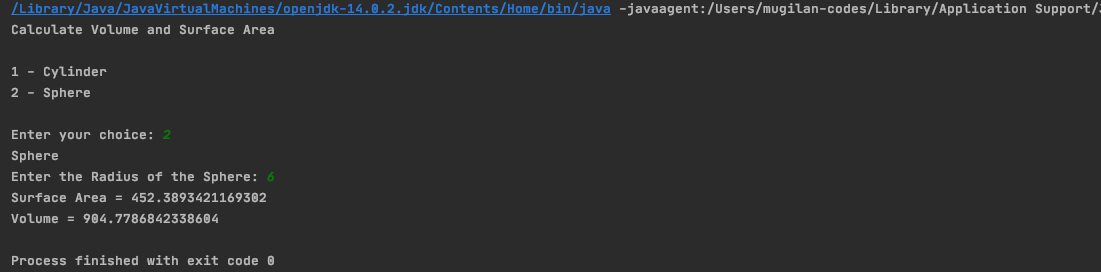 /Library/Java/JavaVirtualMachines/openjdk-14.0.2.jdk/Contents/Home/bin/java -javaagent:/Users/mugilan-codes/Library/Application Support/
Calculate Volume and Surface Area
1 - Cylinder
2 - Sphere
Enter your choice: 2
Sphere
Enter the Radius of the Sphere: 6
Surface Area = 452.3893421169302
Volume = 904.7786842338604
Process finished with exit code 0